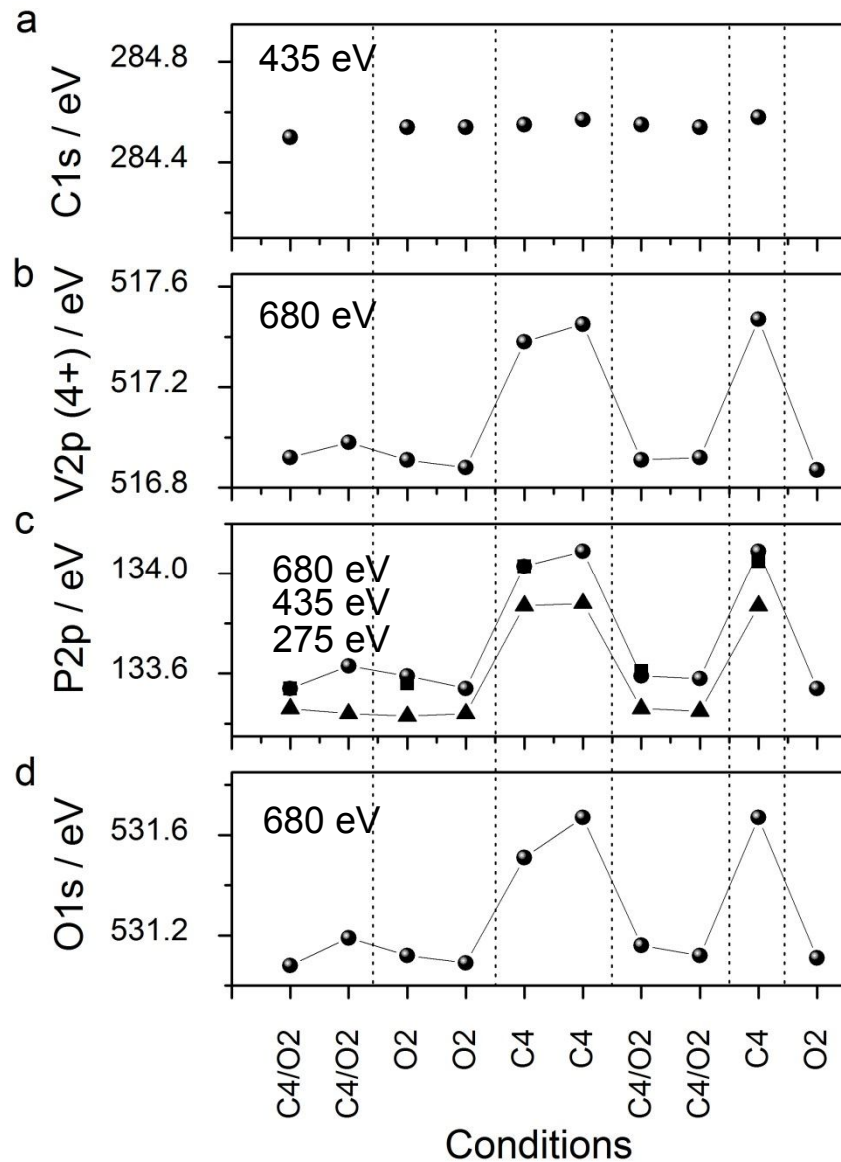 a
284.8
284.4
C1s / eV
435 eV
b
517.6
517.2
516.8
V2p (4+) / eV
680 eV
c
134.0
133.6
P2p / eV
680 eV
435 eV
275 eV
d
531.6
531.2
O1s / eV
680 eV
C4/O2
C4/O2
O2
O2
C4
C4
C4/O2
C4/O2
C4
O2
Conditions